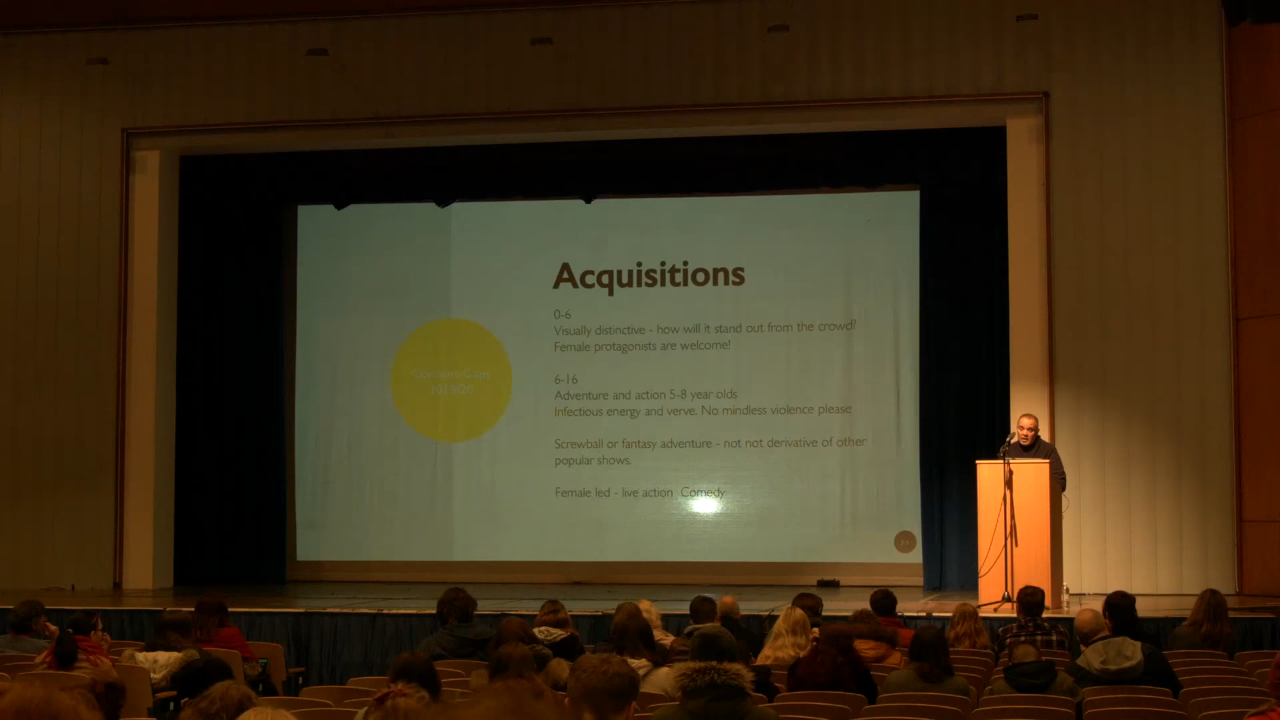 Acquisitions
0-6
Visually distinctive - how will it stand out from the crowd?
Female protagonists are welcome!
6-16
Adventure and action 5-8 year olds
Infectious energy and verve. No mindless violence please
Screwball or fantasy adventure - not not derivative of other
popular shows.
Female led - live action Comedy